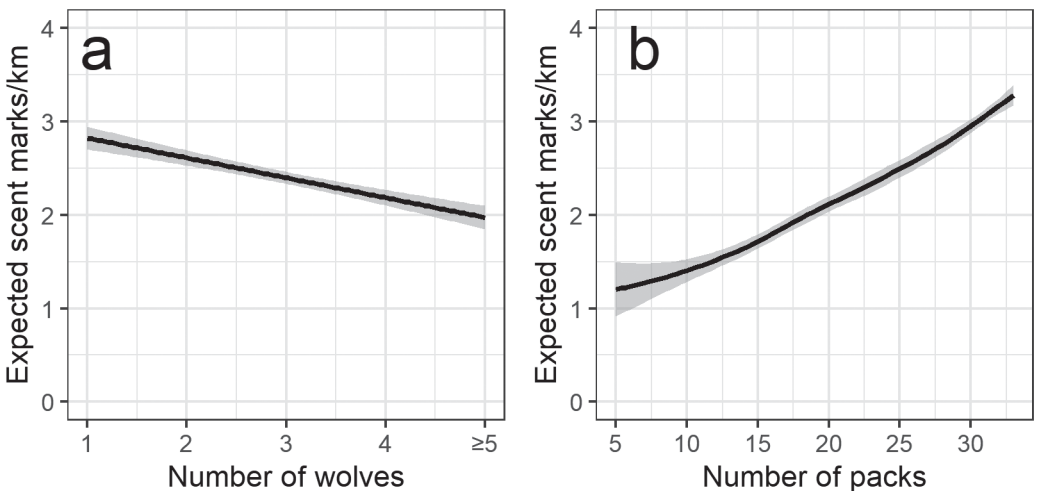 a
Expected scent marks/km
4
3
2
1
0
1 2 3 4 ≥5
Number of wolves
b
Expected scent marks/km
4
3
2
1
0
5 10 15 20 25 30
Number of packs